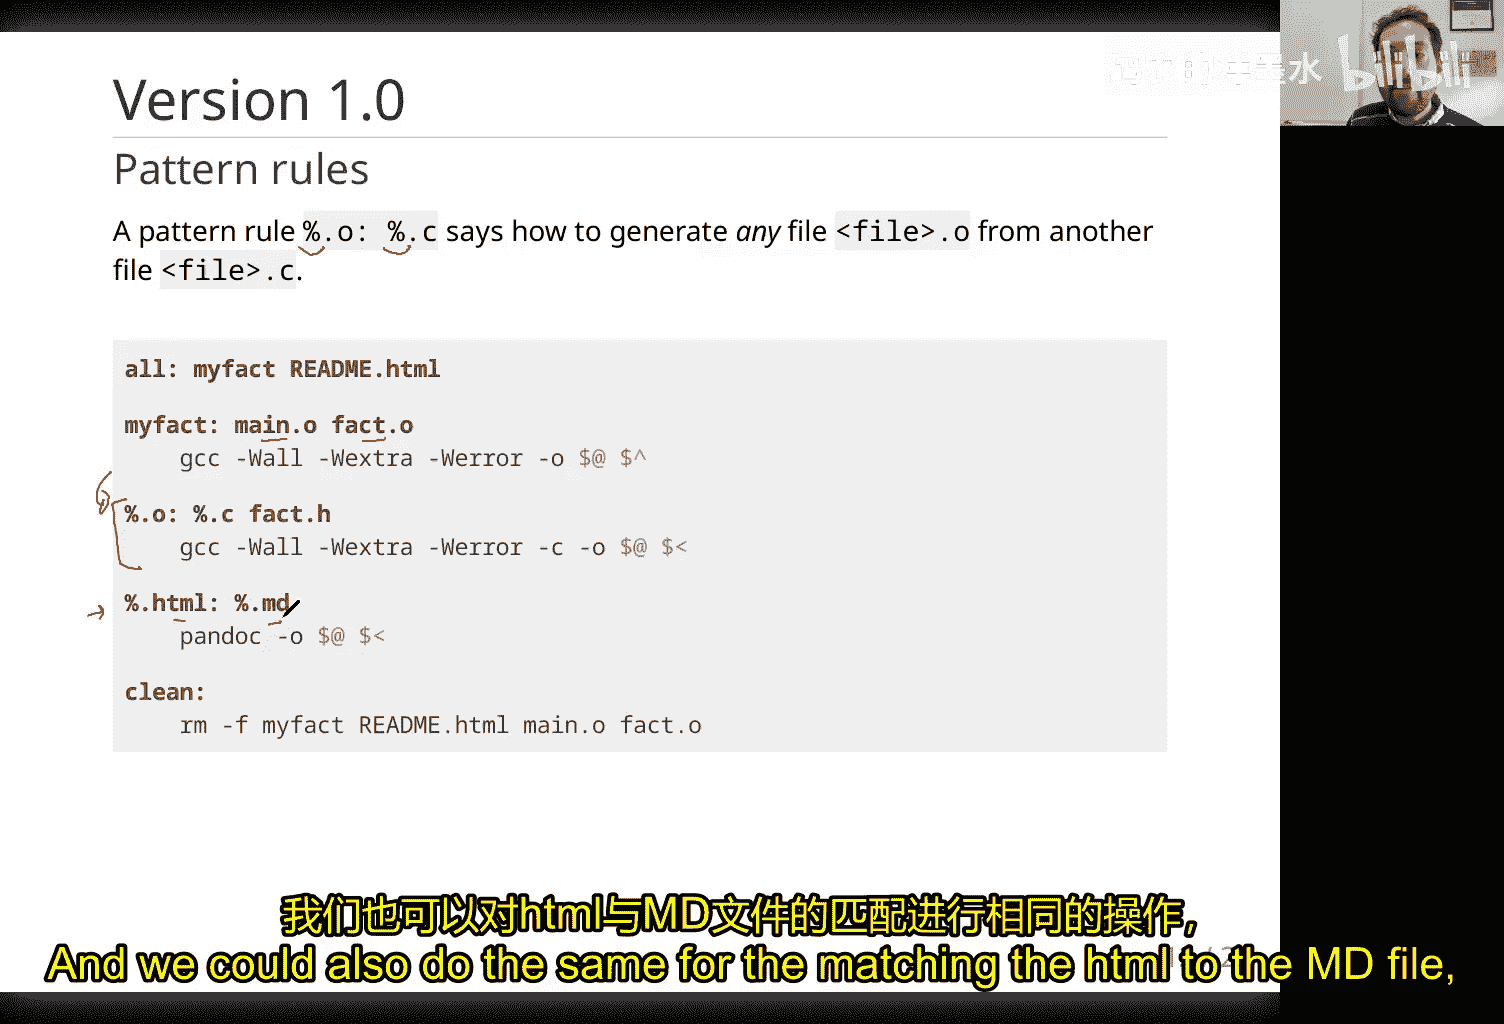 bilibili
Version 1.0
Pattern rules
A pattern rule %.o: %.c says how to generate any file <file>.o from another
file <file>.c.
all: myfact README.html
myfact: main.o fact.o
gcc -Wall -Wextra -Werror -o $@ $^
%.o: %.c fact.h
gcc -Wall -Wextra -Werror -c -o $@ $<
%.html: %.md
pandoc -o $@ $<
clean:
rm -f myfact README.html main.o fact.o
我们也可以对html与MD文件的匹配进行相同的操作，
And we could also do the same for the matching the html to the MD file,